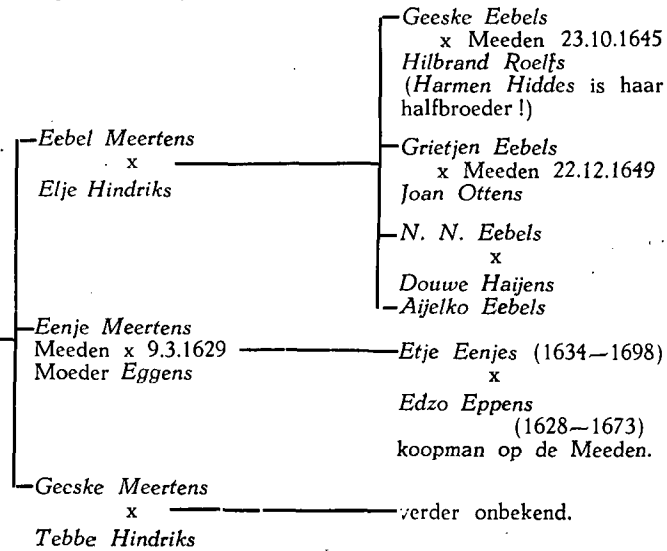 Geeske Eebels
x Meeden 23.10.1645
Hilbrand Roelfs
(Harmen Hiddes is haar
halfbroeder !)
Eebel Meertens
x
Elje Hindriks
Grietjen Eebels
x Meeden 22.12.1649
Joan Ottens
N. N. Eebels
x
Douwe Haijens
Aijelko Eebels
Eenje Meertens
Meeden x 9.3.1629
Moeder Eggens
Etje Eenjes (1634—1698)
x
Edzo Eppens
(1628—1673)
koopman op de Meeden.
Gecske Meertens
x
Tebbe Hindriks
verder onbekend.